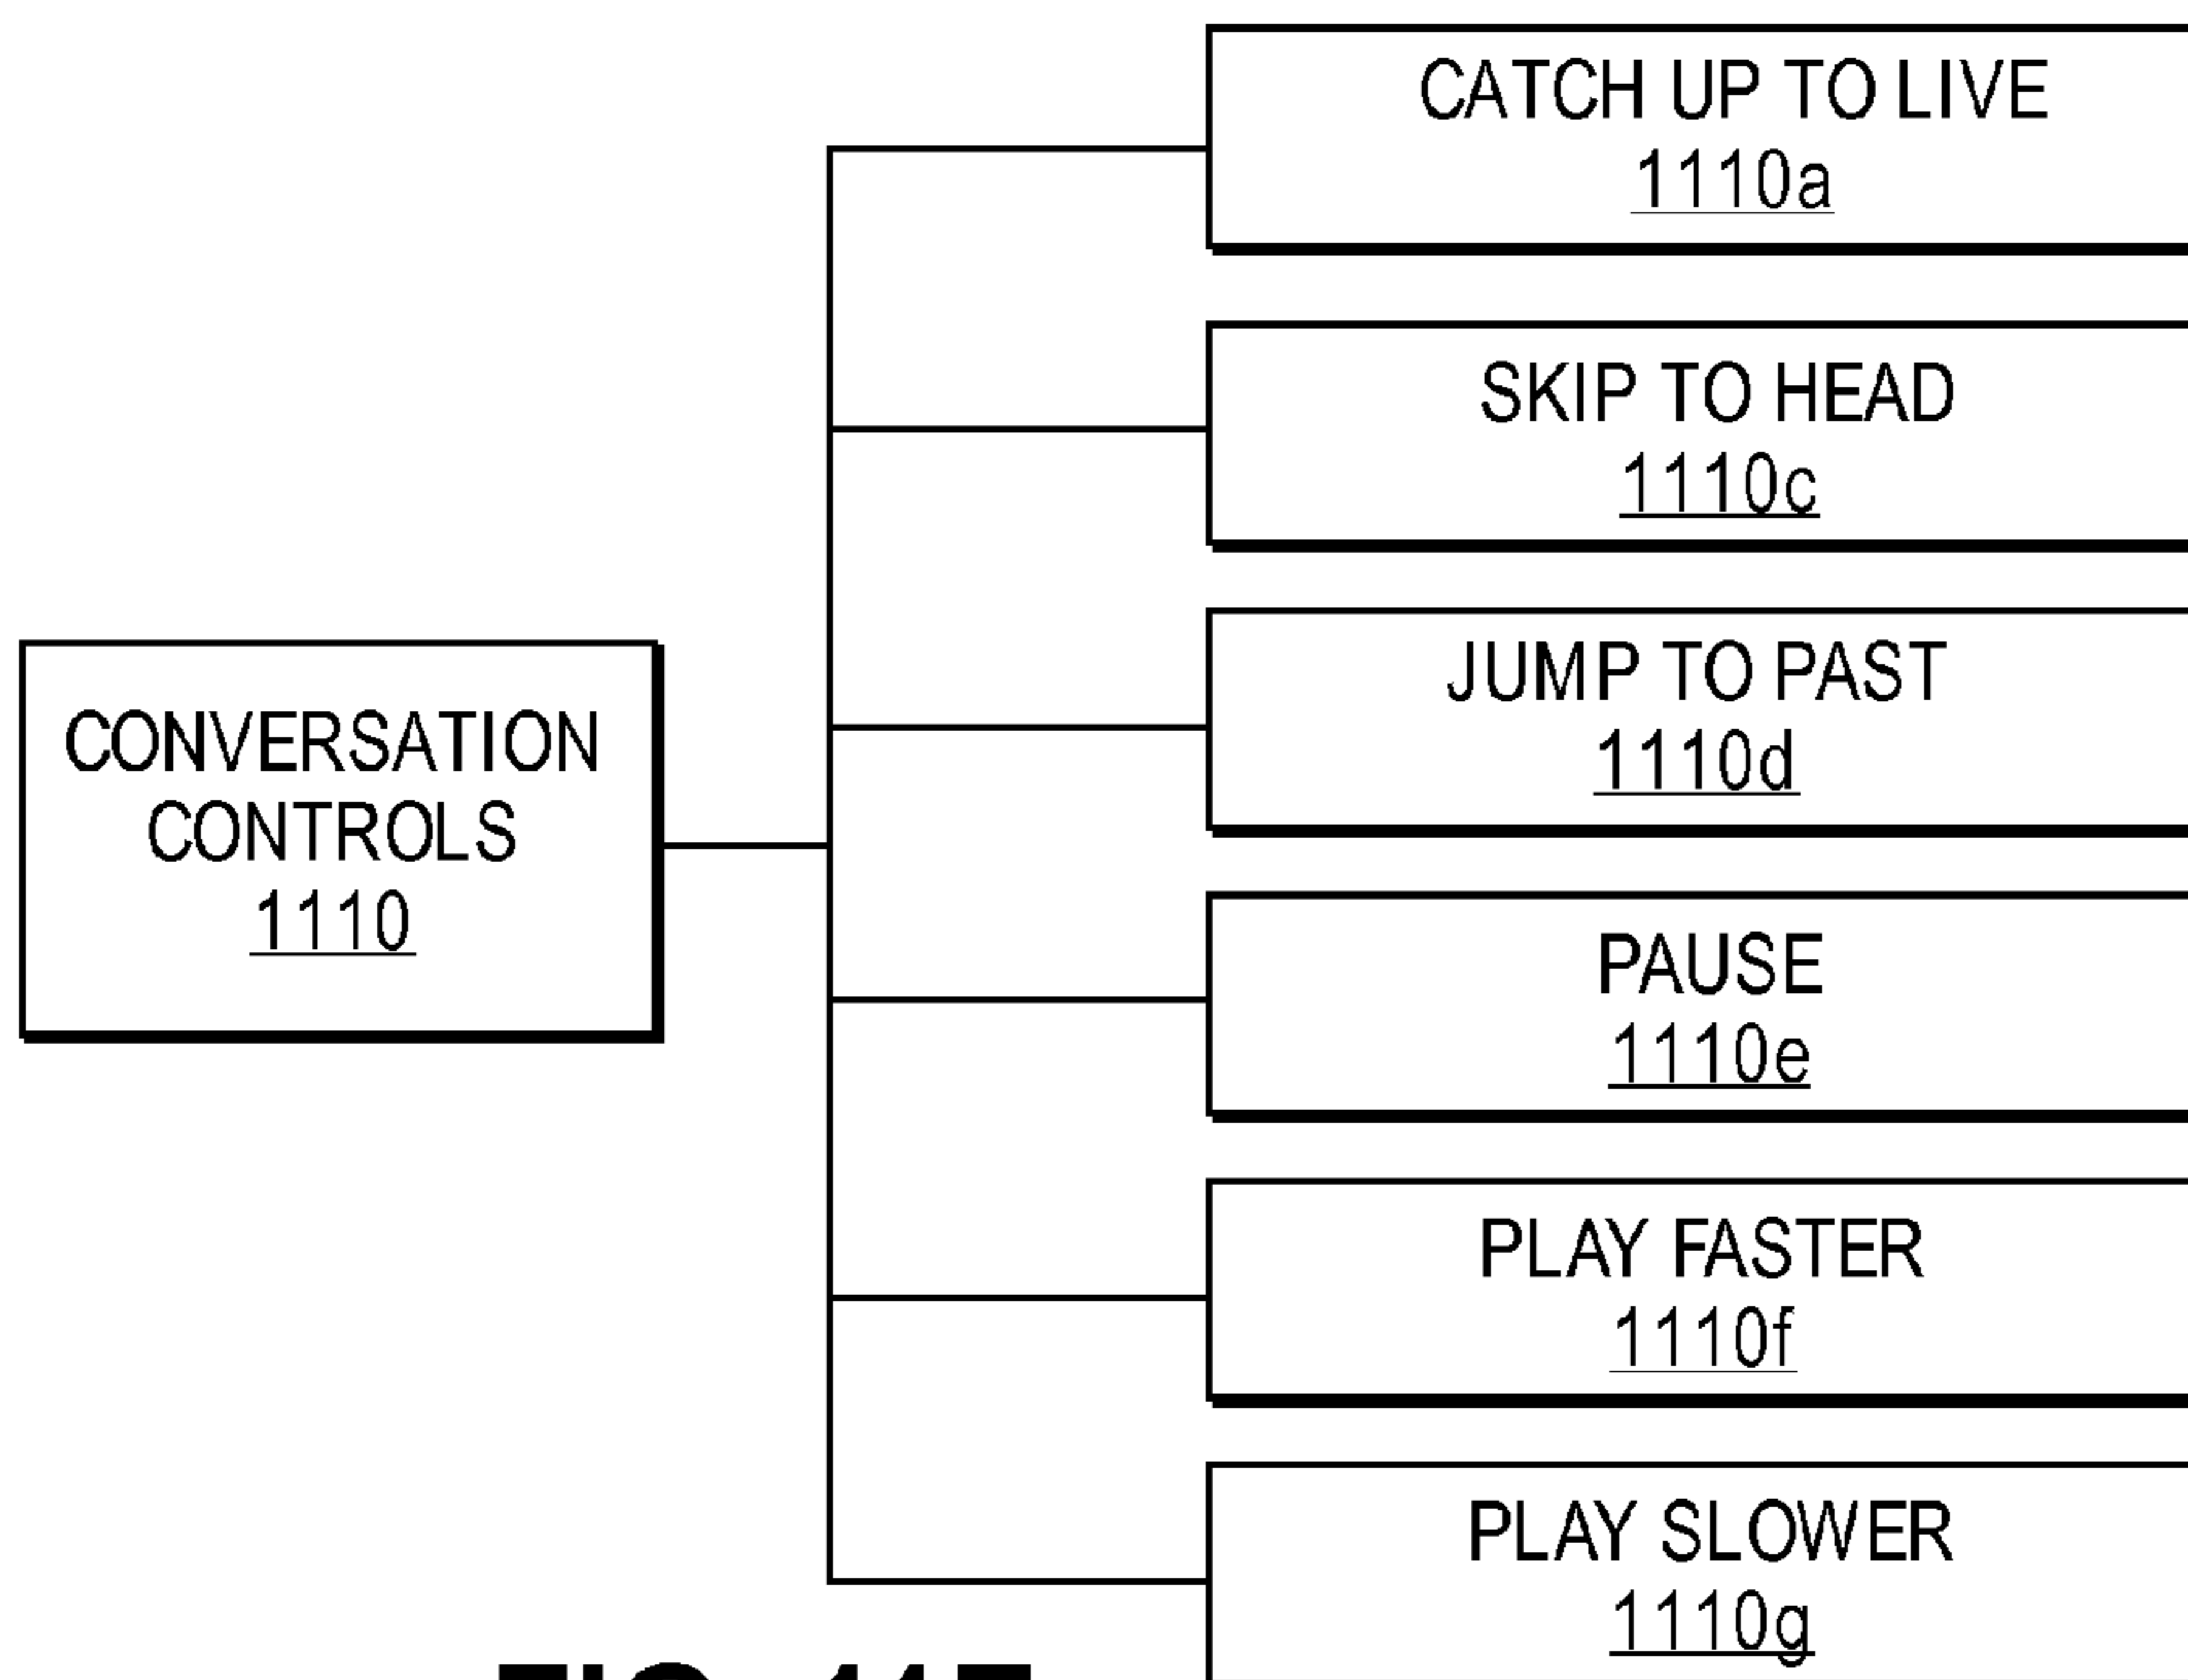 CATCH UP TO LIVE
1110a
SKIP TO HEAD
1110c
JUMP TO PAST
1110d
CONVERSATION
CONTROLS
1110
PAUSE
1110e
PLAY FASTER
1110f
PLAY SLOWER
1110g